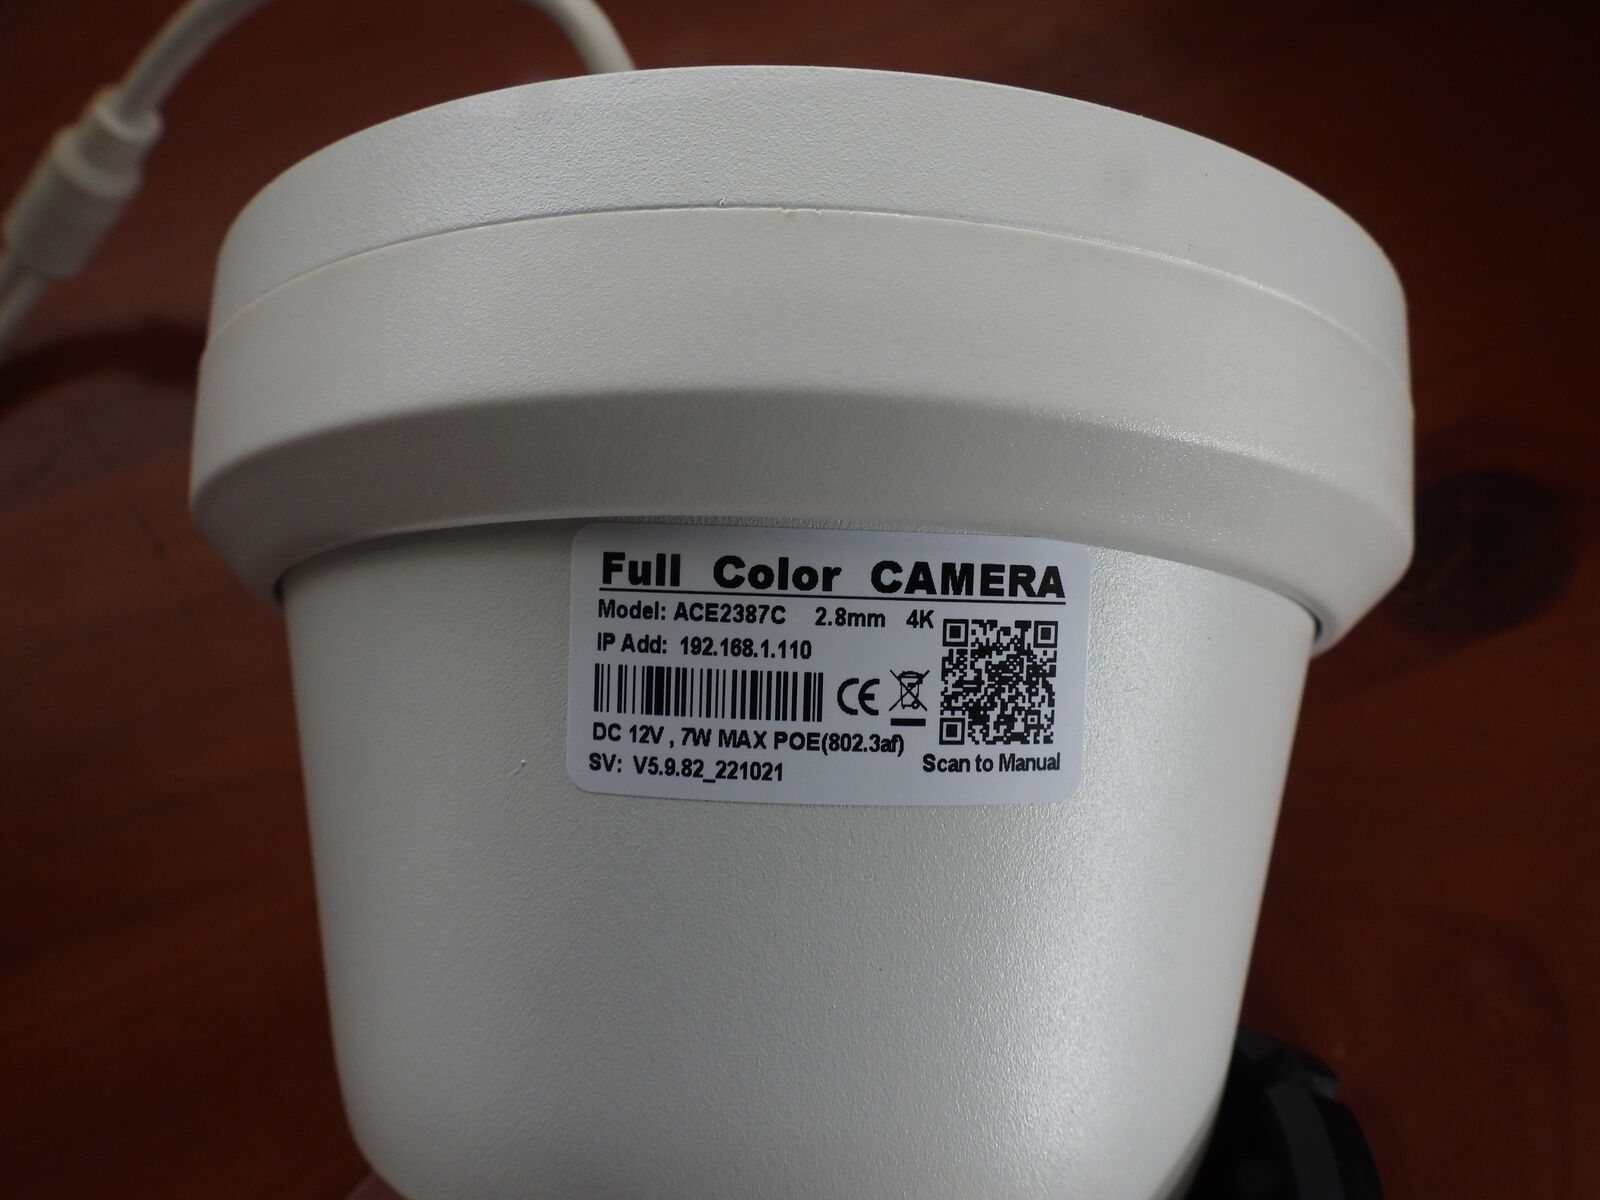 Full Color CAMERA
Model: ACE2387C 2.8mm 4K
IP Add: 192.168.1.110
CE
DC 12V , 7W MAX POE(802.3af)
SV: V5.9.82_221021
Scan to Manual